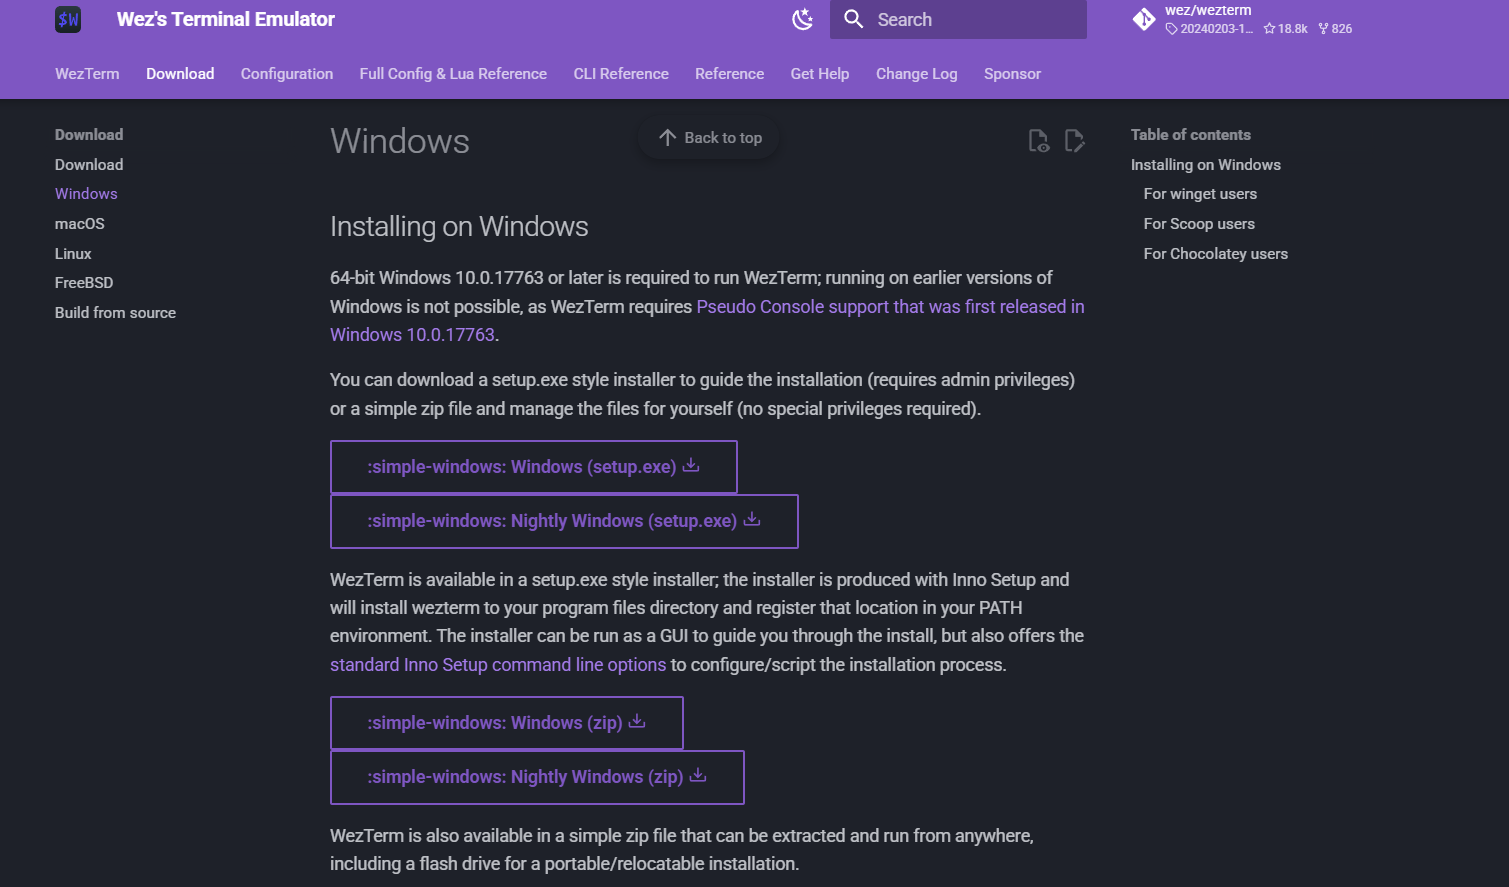 $W
Wez's Terminal Emulator
Search
wez/wezterm
20240203-1... 18.8k 826
WezTerm Download Configuration Full Config & Lua Reference CLI Reference Reference Get Help Change Log Sponsor
Download
Download
Windows
macOS
Linux
FreeBSD
Build from source
Windows
Back to top
Installing on Windows
64-bit Windows 10.0.17763 or later is required to run WezTerm; running on earlier versions of
Windows is not possible, as WezTerm requires Pseudo Console support that was first released in
Windows 10.0.17763.
You can download a setup.exe style installer to guide the installation (requires admin privileges)
or a simple zip file and manage the files for yourself (no special privileges required).
:simple-windows: Windows (setup.exe)
:simple-windows: Nightly Windows (setup.exe)
WezTerm is available in a setup.exe style installer; the installer is produced with Inno Setup and
will install wezterm to your program files directory and register that location in your PATH
environment. The installer can be run as a GUI to guide you through the install, but also offers the
standard Inno Setup command line options to configure/script the installation process.
:simple-windows: Windows (zip)
:simple-windows: Nightly Windows (zip)
WezTerm is also available in a simple zip file that can be extracted and run from anywhere,
including a flash drive for a portable/relocatable installation.
Table of contents
Installing on Windows
For winget users
For Scoop users
For Chocolatey users